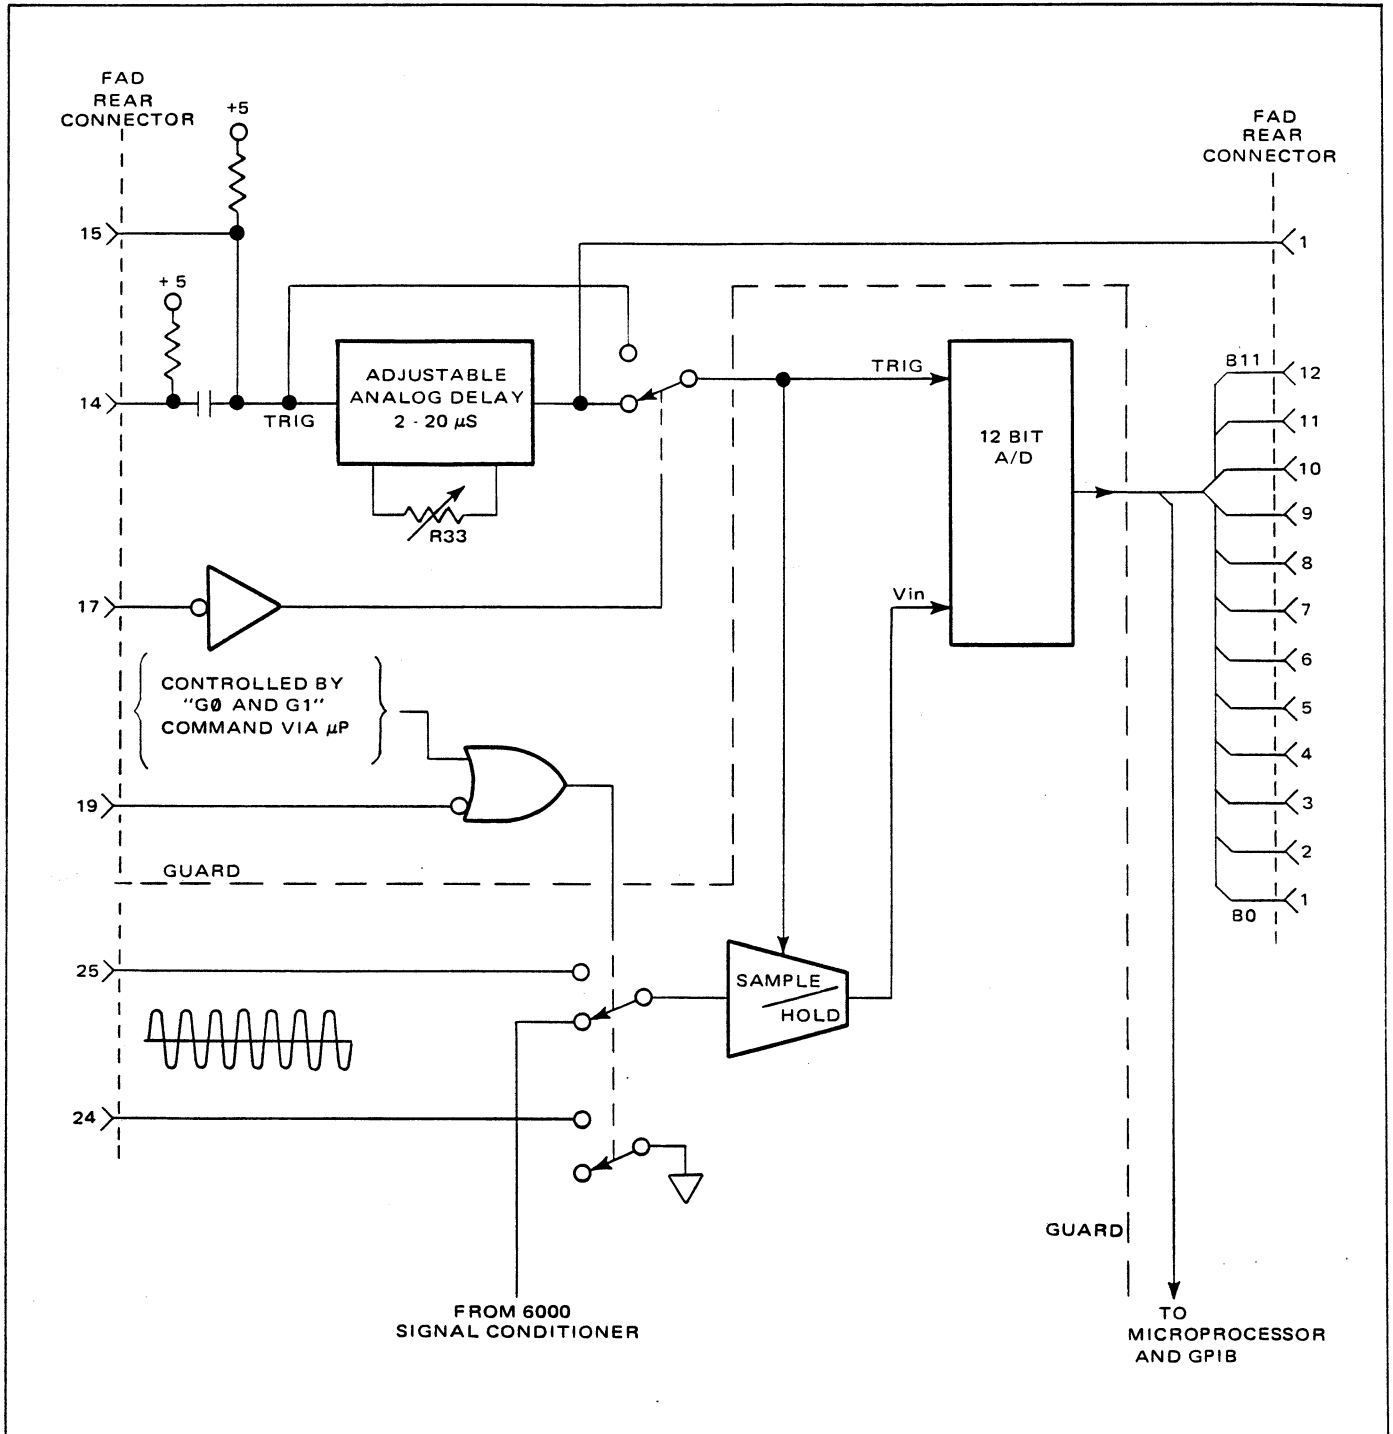 FAD
REAR
CONNECTOR
+5
15
+ 5
14
TRIG
ADJUSTABLE
ANALOG DELAY
2 - 20 µS
R33
17
CONTROLLED BY
"GØ AND G1"
COMMAND VIA µP
19
GUARD
25
24
FROM 6000
SIGNAL CONDITIONER
SAMPLE
HOLD
TRIG
12 BIT
A/D
Vin
GUARD
FAD
REAR
CONNECTOR
1
B11
12
11
10
9
8
7
6
5
4
3
2
1
B0
TO
MICROPROCESSOR
AND GPIB